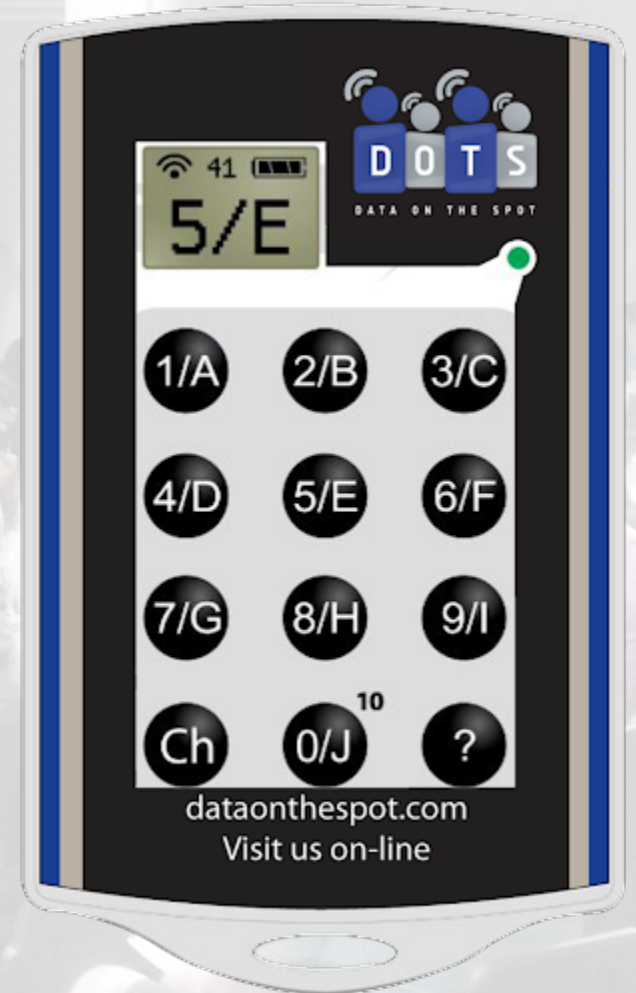 D O T S
DATA ON THE SPOT
41
5/E
1/A 2/B 3/C
4/D 5/E 6/F
7/G 8/H 9/I
10
Ch 0/J ?
dataonthespot.com
Visit us on-line